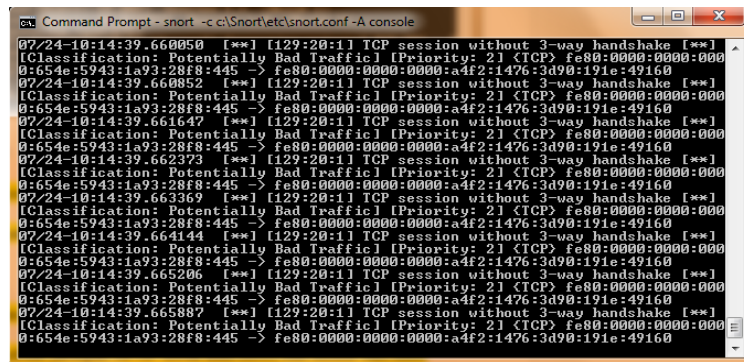 Command Prompt - snort -c c:\Snort\etc\snort.conf -A console
07/24-10:14:39.660050 [**] [129:20:1] TCP session without 3-way handshake [**]
[Classification: Potentially Bad Traffic] [Priority: 2] {TCP} fe80:0000:0000:000
0:654e:5943:1a93:28f8:445 -> fe80:0000:0000:0000:a4f2:1476:3d90:191e:49160
07/24-10:14:39.660852 [**] [129:20:1] TCP session without 3-way handshake [**]
[Classification: Potentially Bad Traffic] [Priority: 2] {TCP} fe80:0000:0000:000
0:654e:5943:1a93:28f8:445 -> fe80:0000:0000:0000:a4f2:1476:3d90:191e:49160
07/24-10:14:39.661647 [**] [129:20:1] TCP session without 3-way handshake [**]
[Classification: Potentially Bad Traffic] [Priority: 2] {TCP} fe80:0000:0000:000
0:654e:5943:1a93:28f8:445 -> fe80:0000:0000:0000:a4f2:1476:3d90:191e:49160
07/24-10:14:39.662373 [**] [129:20:1] TCP session without 3-way handshake [**]
[Classification: Potentially Bad Traffic] [Priority: 2] {TCP} fe80:0000:0000:000
0:654e:5943:1a93:28f8:445 -> fe80:0000:0000:0000:a4f2:1476:3d90:191e:49160
07/24-10:14:39.663369 [**] [129:20:1] TCP session without 3-way handshake [**]
[Classification: Potentially Bad Traffic] [Priority: 2] {TCP} fe80:0000:0000:000
0:654e:5943:1a93:28f8:445 -> fe80:0000:0000:0000:a4f2:1476:3d90:191e:49160
07/24-10:14:39.664144 [**] [129:20:1] TCP session without 3-way handshake [**]
[Classification: Potentially Bad Traffic] [Priority: 2] {TCP} fe80:0000:0000:000
0:654e:5943:1a93:28f8:445 -> fe80:0000:0000:0000:a4f2:1476:3d90:191e:49160
07/24-10:14:39.665206 [**] [129:20:1] TCP session without 3-way handshake [**]
[Classification: Potentially Bad Traffic] [Priority: 2] {TCP} fe80:0000:0000:000
0:654e:5943:1a93:28f8:445 -> fe80:0000:0000:0000:a4f2:1476:3d90:191e:49160
07/24-10:14:39.665887 [**] [129:20:1] TCP session without 3-way handshake [**]
[Classification: Potentially Bad Traffic] [Priority: 2] {TCP} fe80:0000:0000:000
0:654e:5943:1a93:28f8:445 -> fe80:0000:0000:0000:a4f2:1476:3d90:191e:49160